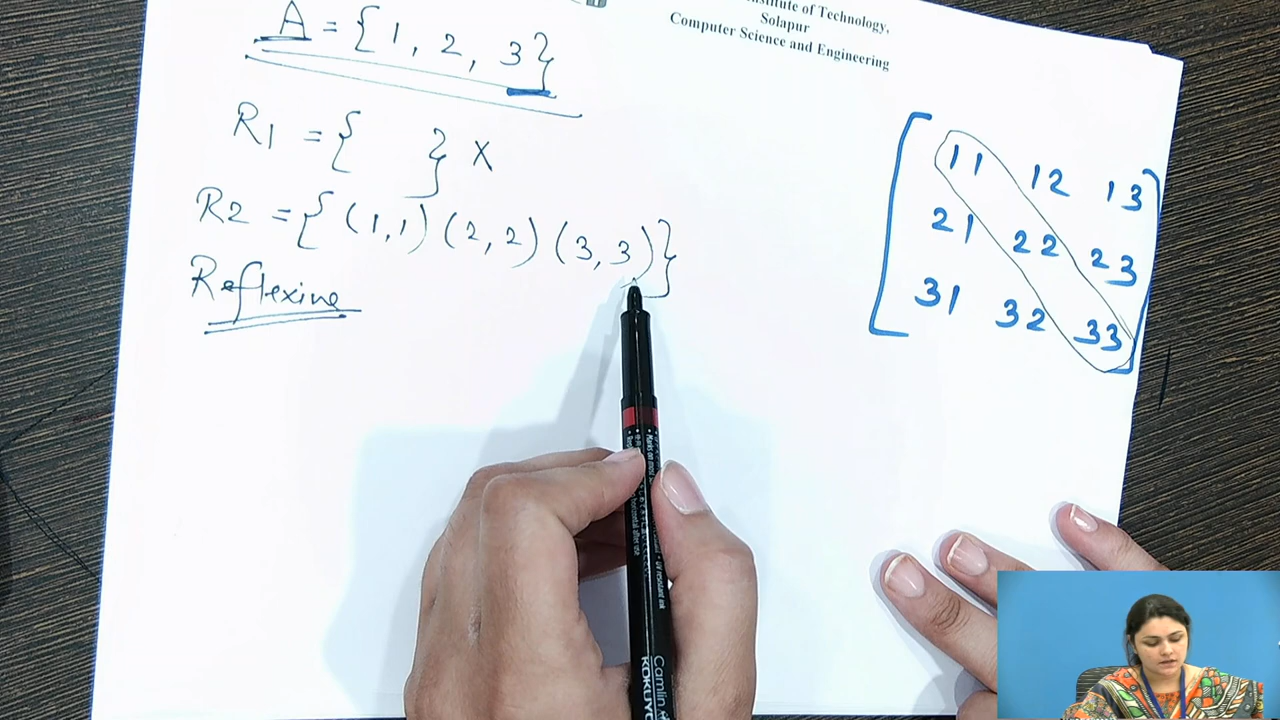 of Technology,
Solapur
Computer Science and Engineering
A = {1, 2, 3}
R1 = { } X
R2 = {(1,1) (2,2) (3,3)}
Reflexive
11 12 13
21 22 23
31 32 33
Camlin
KOKUYO